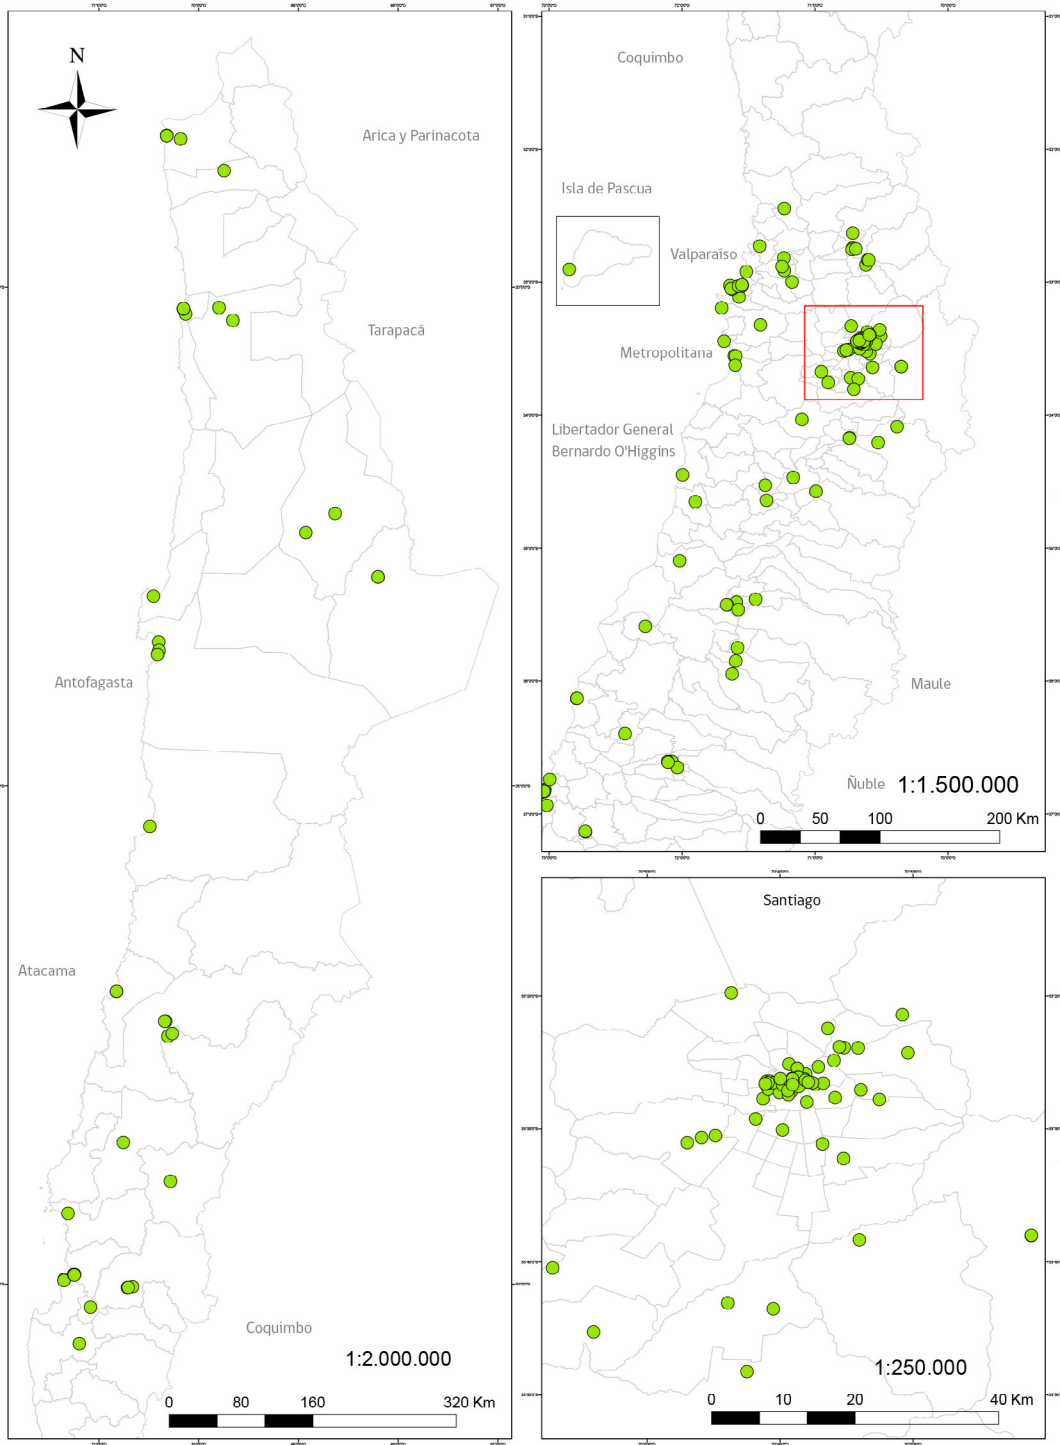 N
Arica y Parinacota
Tarapacá
Antofagasta
Atacama
Coquimbo
1:2.000.000
0 80 160 320 Km
Coquimbo
Isla de Pascua
Valparaíso
Metropolitana
Libertador General
Bernardo O'Higgins
Maule
Ñuble 1:1.500.000
0 50 100 200 Km
Santiago
1:250.000
0 10 20 40 Km